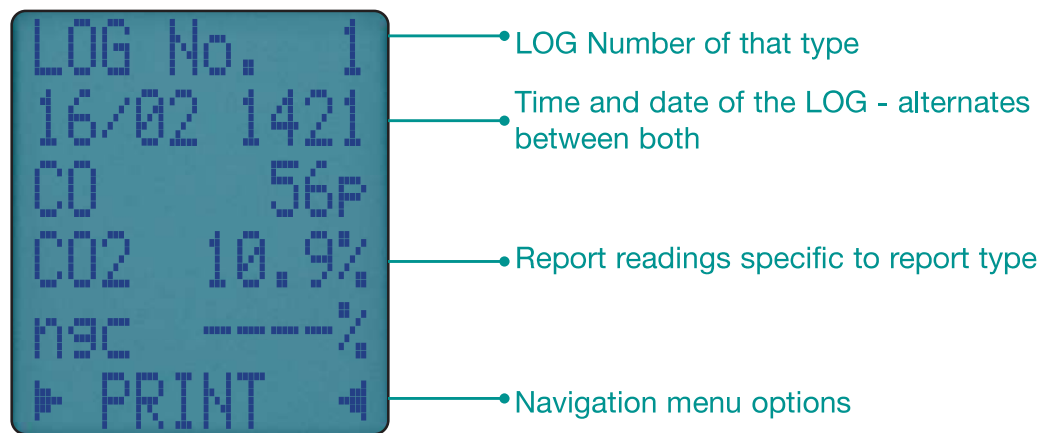 LOG No. 1
16/02 1421
CO 56P
CO2 10.9%
ngc ----%
PRINT
LOG Number of that type
Time and date of the LOG - alternates
between both
Report readings specific to report type
Navigation menu options